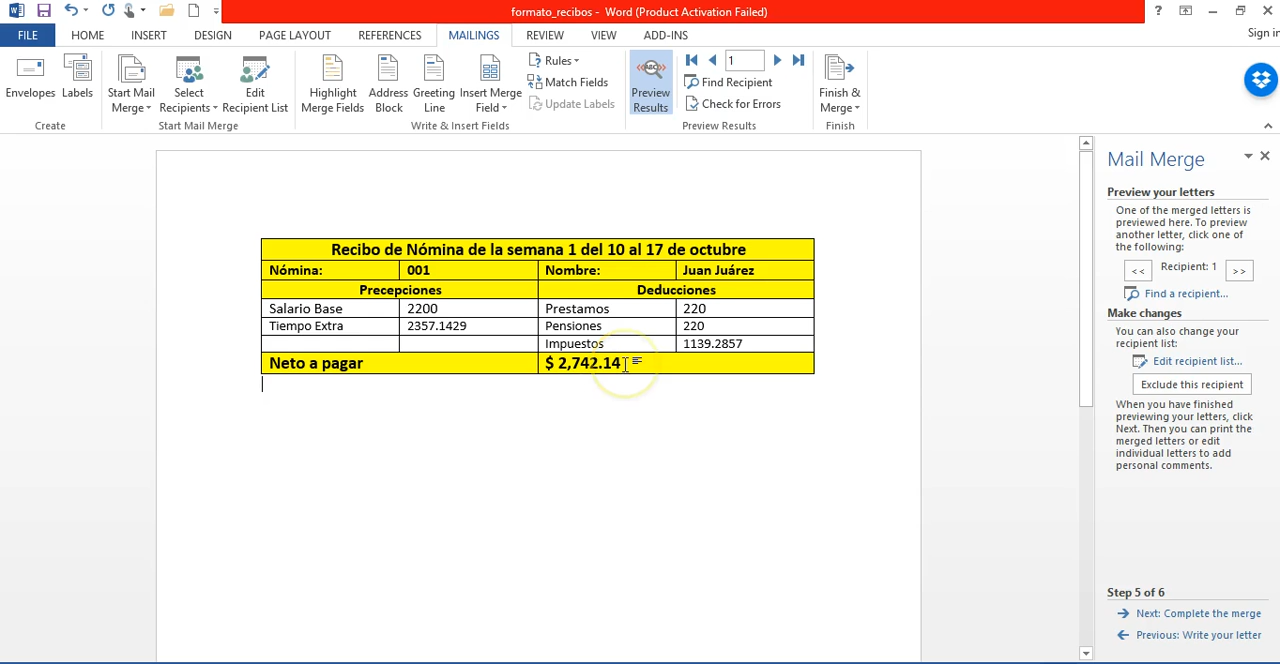 formato_recibos - Word (Product Activation Failed)
FILE HOME INSERT DESIGN PAGE LAYOUT REFERENCES MAILINGS REVIEW VIEW ADD-INS
Sign in
Envelopes
Labels
Create
Start Mail
Merge
Select
Recipients
Edit
Recipient List
Start Mail Merge
Highlight
Merge Fields
Address
Block
Greeting
Line
Insert Merge
Field
Rules
Match Fields
Update Labels
Write & Insert Fields
ABC
Preview
Results
1
Find Recipient
Check for Errors
Preview Results
Finish &
Merge
Finish
Recibo de Nómina de la semana 1 del 10 al 17 de octubre
Nómina: 001 Nombre: Juan Juárez
Precepciones Deducciones
Salario Base 2200 Prestamos 220
Tiempo Extra 2357.1429 Pensiones 220
Impuestos 1139.2857
Neto a pagar $ 2,742.14
Mail Merge
Preview your letters
One of the merged letters is
previewed here. To preview
another letter, click one of
the following:
<< Recipient: 1 >>
Find a recipient...
Make changes
You can also change your
recipient list:
Edit recipient list...
Exclude this recipient
When you have finished
previewing your letters, click
Next. Then you can print the
merged letters or edit
individual letters to add
personal comments.
Step 5 of 6
Next: Complete the merge
Previous: Write your letter